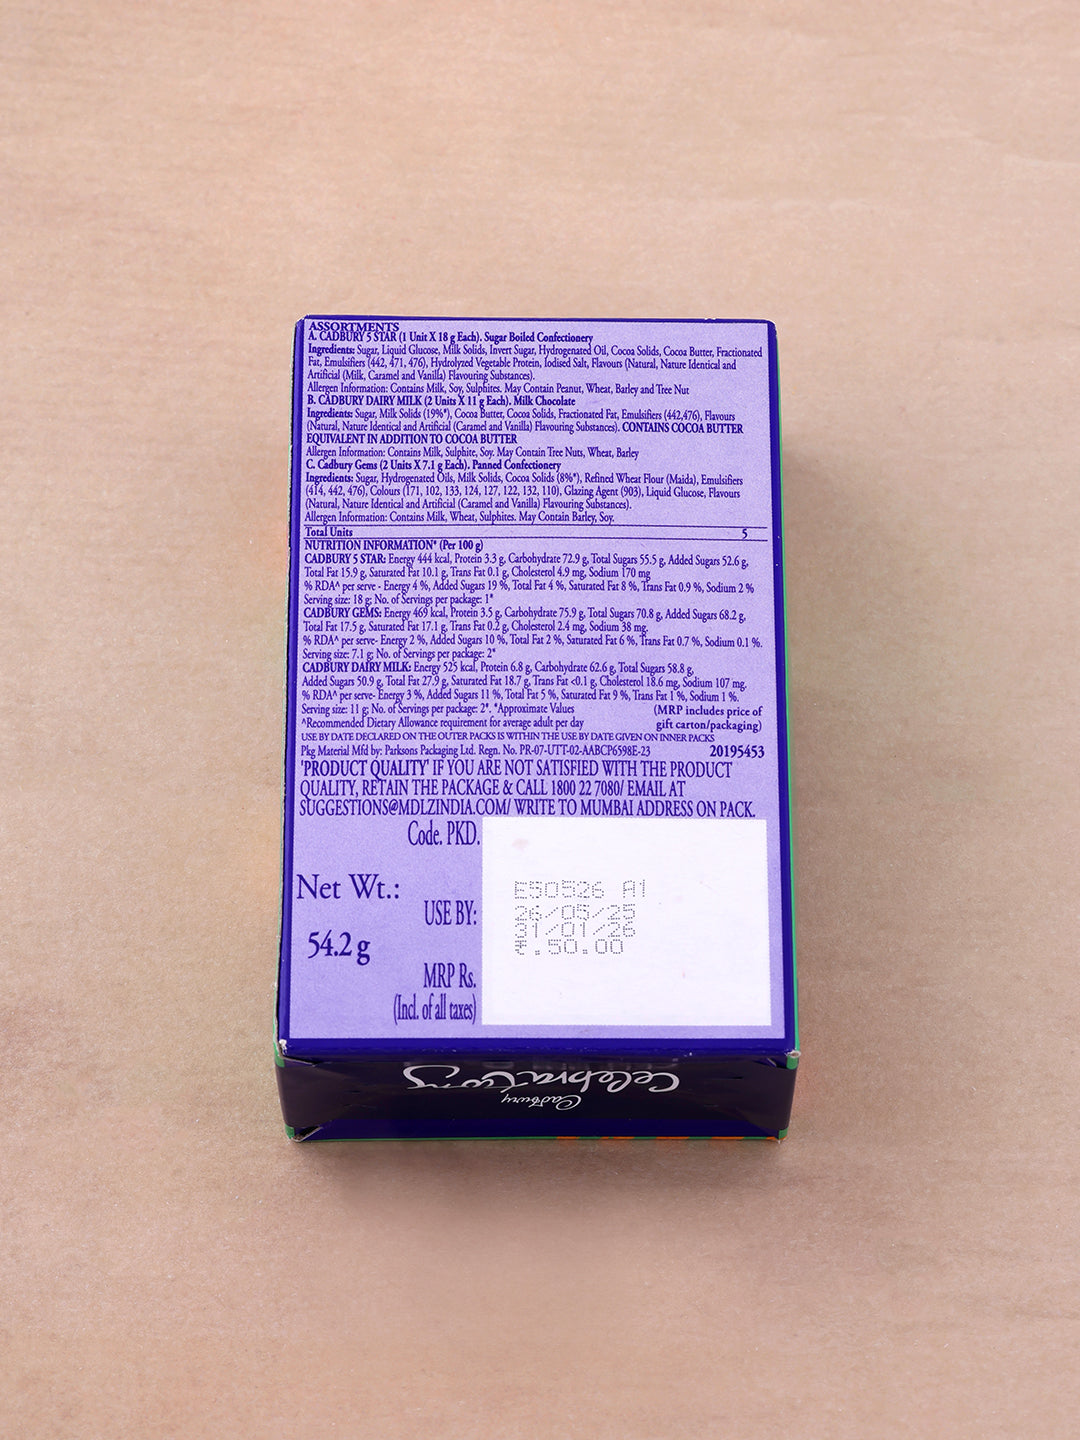 ASSORTMENTS
A. CADBURY 5 STAR (1 Unit X 18 g Each). Sugar Boiled Confectionery
Ingredients: Sugar, Liquid Glucose, Milk Solids, Invert Sugar, Hydrogenated Oil, Cocoa Solids, Cocoa Butter, Fractionated
Fat, Emulsifiers (442, 471, 476), Hydrolyzed Vegetable Protein, Iodised Salt, Flavours (Natural, Nature Identical and
Artificial (Milk, Caramel and Vanilla) Flavouring Substances).
Allergen Information: Contains Milk, Soy, Sulphites. May Contain Peanut, Wheat, Barley and Tree Nut
B. CADBURY DAIRY MILK (2 Units X 11 g Each). Milk Chocolate
Ingredients: Sugar, Milk Solids (19%*), Cocoa Butter, Cocoa Solids, Fractionated Fat, Emulsifiers (442,476), Flavours
(Natural, Nature Identical and Artificial (Caramel and Vanilla) Flavouring Substances). CONTAINS COCOA BUTTER
EQUIVALENT IN ADDITION TO COCOA BUTTER
Allergen Information: Contains Milk, Sulphite, Soy. May Contain Tree Nuts, Wheat, Barley
C. Cadbury Gems (2 Units X 7.1 g Each). Panned Confectionery
Ingredients: Sugar, Hydrogenated Oils, Milk Solids, Cocoa Solids (8%*), Refined Wheat Flour (Maida), Emulsifiers
(414, 442, 476), Colours (171, 102, 133, 124, 127, 122, 132, 110), Glazing Agent (903), Liquid Glucose, Flavours
(Natural, Nature Identical and Artificial (Caramel and Vanilla) Flavouring Substances).
Allergen Information: Contains Milk, Wheat, Sulphites. May Contain Barley, Soy.
Total Units 5
NUTRITION INFORMATION* (Per 100 g)
CADBURY 5 STAR: Energy 444 kcal, Protein 3.3 g, Carbohydrate 72.9 g, Total Sugars 55.5 g, Added Sugars 52.6 g,
Total Fat 15.9 g, Saturated Fat 10.1 g, Trans Fat 0.1 g, Cholesterol 4.9 mg, Sodium 170 mg
% RDA^ per serve - Energy 4 %, Added Sugars 19 %, Total Fat 4 %, Saturated Fat 8 %, Trans Fat 0.9 %, Sodium 2 %
Serving size: 18 g; No. of Servings per package: 1*
CADBURY GEMS: Energy 469 kcal, Protein 3.5 g, Carbohydrate 75.9 g, Total Sugars 70.8 g, Added Sugars 68.2 g,
Total Fat 17.5 g, Saturated Fat 17.1 g, Trans Fat 0.2 g, Cholesterol 2.4 mg, Sodium 38 mg.
% RDA^ per serve- Energy 2 %, Added Sugars 10 %, Total Fat 2 %, Saturated Fat 6 %, Trans Fat 0.7 %, Sodium 0.1 %.
Serving size: 7.1 g; No. of Servings per package: 2*
CADBURY DAIRY MILK: Energy 525 kcal, Protein 6.8 g, Carbohydrate 62.6 g, Total Sugars 58.8 g,
Added Sugars 50.9 g, Total Fat 27.9 g, Saturated Fat 18.7 g, Trans Fat <0.1 g, Cholesterol 18.6 mg, Sodium 107 mg.
% RDA^ per serve- Energy 3 %, Added Sugars 11 %, Total Fat 5 %, Saturated Fat 9 %, Trans Fat 1 %, Sodium 1 %.
Serving size: 11 g; No. of Servings per package: 2*. *Approximate Values
(MRP includes price of
gift carton/packaging)
^Recommended Dietary Allowance requirement for average adult per day
USE BY DATE DECLARED ON THE OUTER PACKS IS WITHIN THE USE BY DATE GIVEN ON INNER PACKS
Pkg Material Mfd by: Parksons Packaging Ltd. Regn. No. PR-07-UTT-02-AABCP6598E-23 20195453
'PRODUCT QUALITY' IF YOU ARE NOT SATISFIED WITH THE PRODUCT
QUALITY, RETAIN THE PACKAGE & CALL 1800 22 7080/ EMAIL AT
SUGGESTIONS@MDLZINDIA.COM/ WRITE TO MUMBAI ADDRESS ON PACK.
Code. PKD.
Net Wt.:
54.2 g
USE BY:
MRP Rs.
(Incl. of all taxes)
E50526 A1
26/05/25
31/01/26
₹.50.00
Cadbury
Celebrations